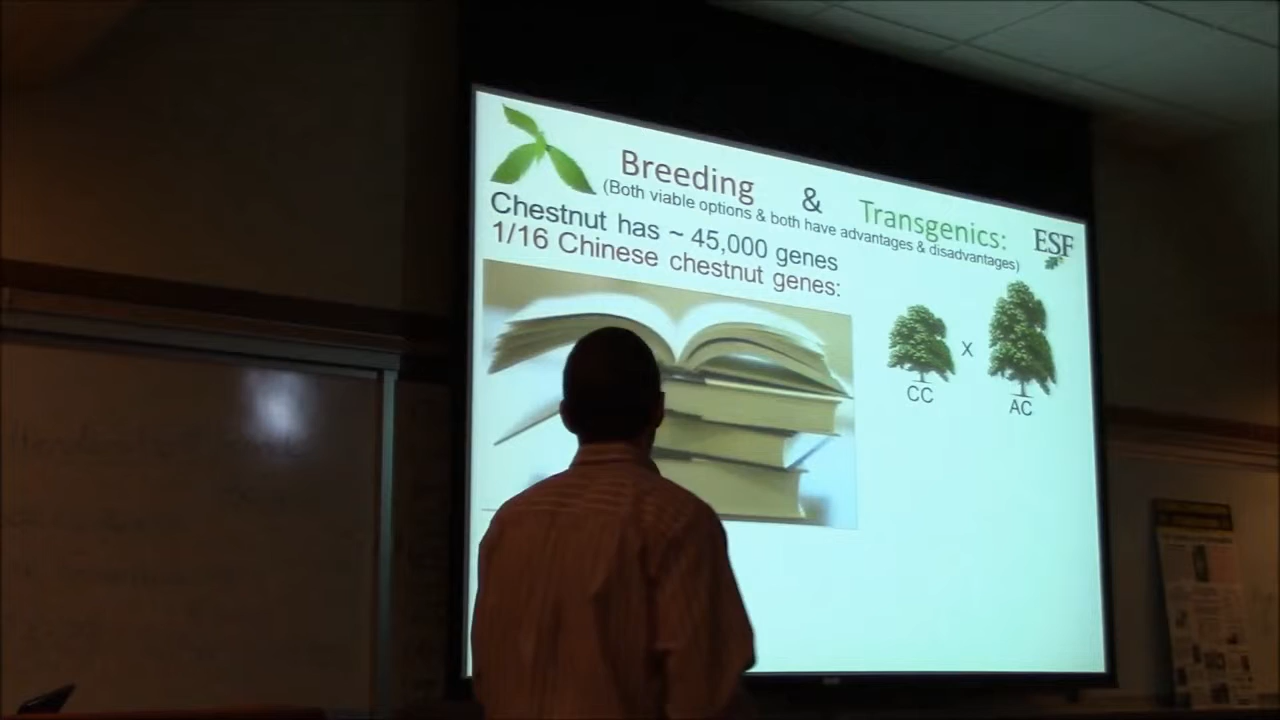 Breeding & Transgenics:
(Both viable options & both have advantages & disadvantages)
ESF
Chestnut has ~ 45,000 genes
1/16 Chinese chestnut genes:
CC x AC